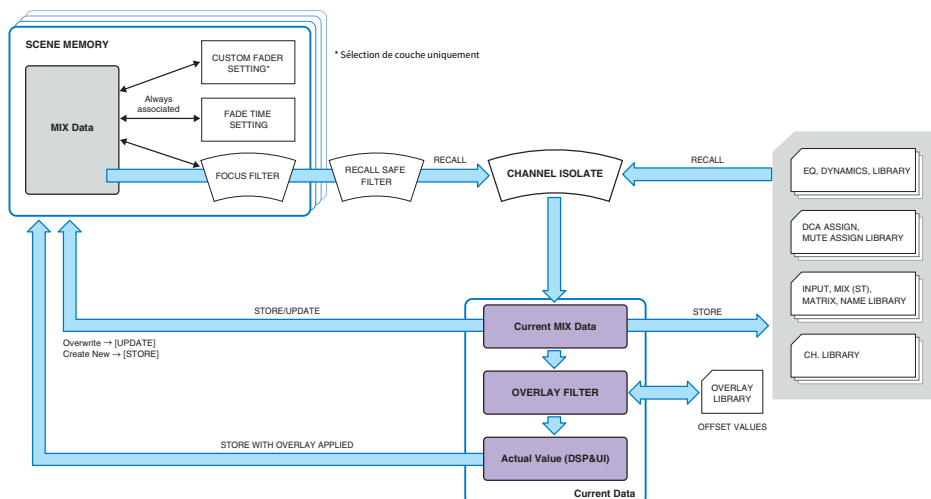 SCENE MEMORY
CUSTOM FADER
SETTING*
* Sélection de couche uniquement
Always
associated
MIX Data
FADE TIME
SETTING
FOCUS FILTER
RECALL SAFE
FILTER
RECALL
CHANNEL ISOLATE
RECALL
EQ, DYNAMICS, LIBRARY
DCA ASSIGN,
MUTE ASSIGN LIBRARY
INPUT, MIX (ST),
MATRIX, NAME LIBRARY
CH. LIBRARY
STORE/UPDATE
Overwrite → [UPDATE]
Create New → [STORE]
Current MIX Data
STORE
OVERLAY FILTER
OVERLAY
LIBRARY
OFFSET VALUES
STORE WITH OVERLAY APPLIED
Actual Value (DSP&UI)
Current Data